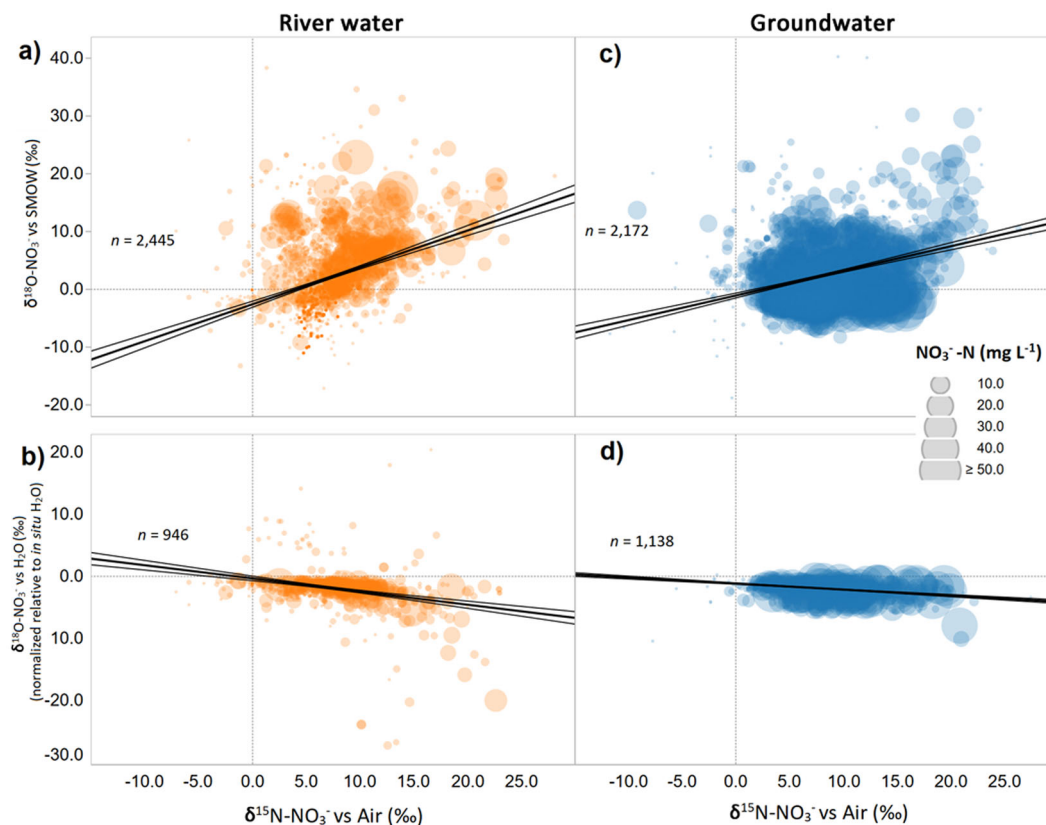 River water
Groundwater
a)
c)
40.0
30.0
20.0
10.0
0.0
-10.0
-20.0
δ¹⁸O-NO₃⁻ vs SMOW (‰)
n = 2,445
n = 2,172
NO₃⁻ -N (mg L⁻¹)
10.0
20.0
30.0
40.0
≥ 50.0
b)
d)
20.0
10.0
0.0
10.0
-20.0
-30.0
δ¹⁸O-NO₃⁻ vs H₂O (‰)
(normalized relative to in situ H₂O)
n = 946
n = 1,138
-10.0 -5.0 0.0 5.0 10.0 15.0 20.0 25.0
-10.0 -5.0 0.0 5.0 10.0 15.0 20.0 25.0
δ¹⁵N-NO₃⁻ vs Air (‰)
δ¹⁵N-NO₃⁻ vs Air (‰)